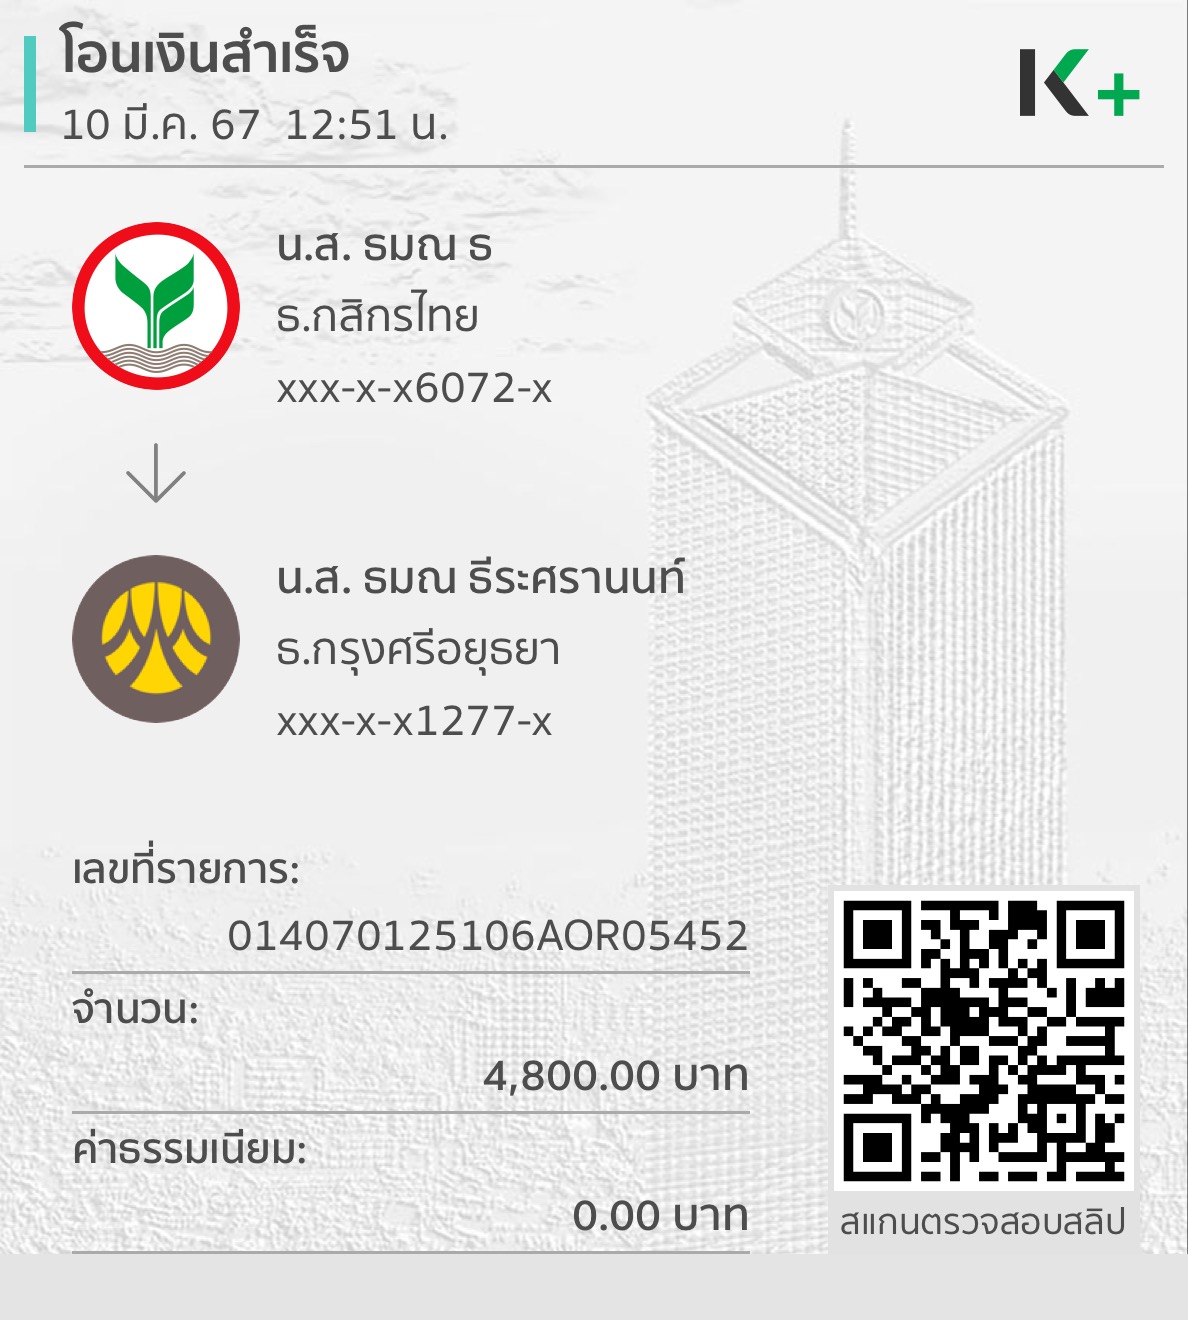 โอนเงินสำเร็จ
10 มี.ค. 67  12:51 น.
K+
น.ส. ธมณ ธ
ธ.กสิกรไทย
xxx-x-x6072-x
น.ส. ธมณ ธีระศรานนท์
ธ.กรุงศรีอยุธยา
xxx-x-x1277-x
เลขที่รายการ:
014070125106AOR05452
จำนวน:
4,800.00 บาท
ค่าธรรมเนียม:
0.00 บาท
สแกนตรวจสอบสลิป